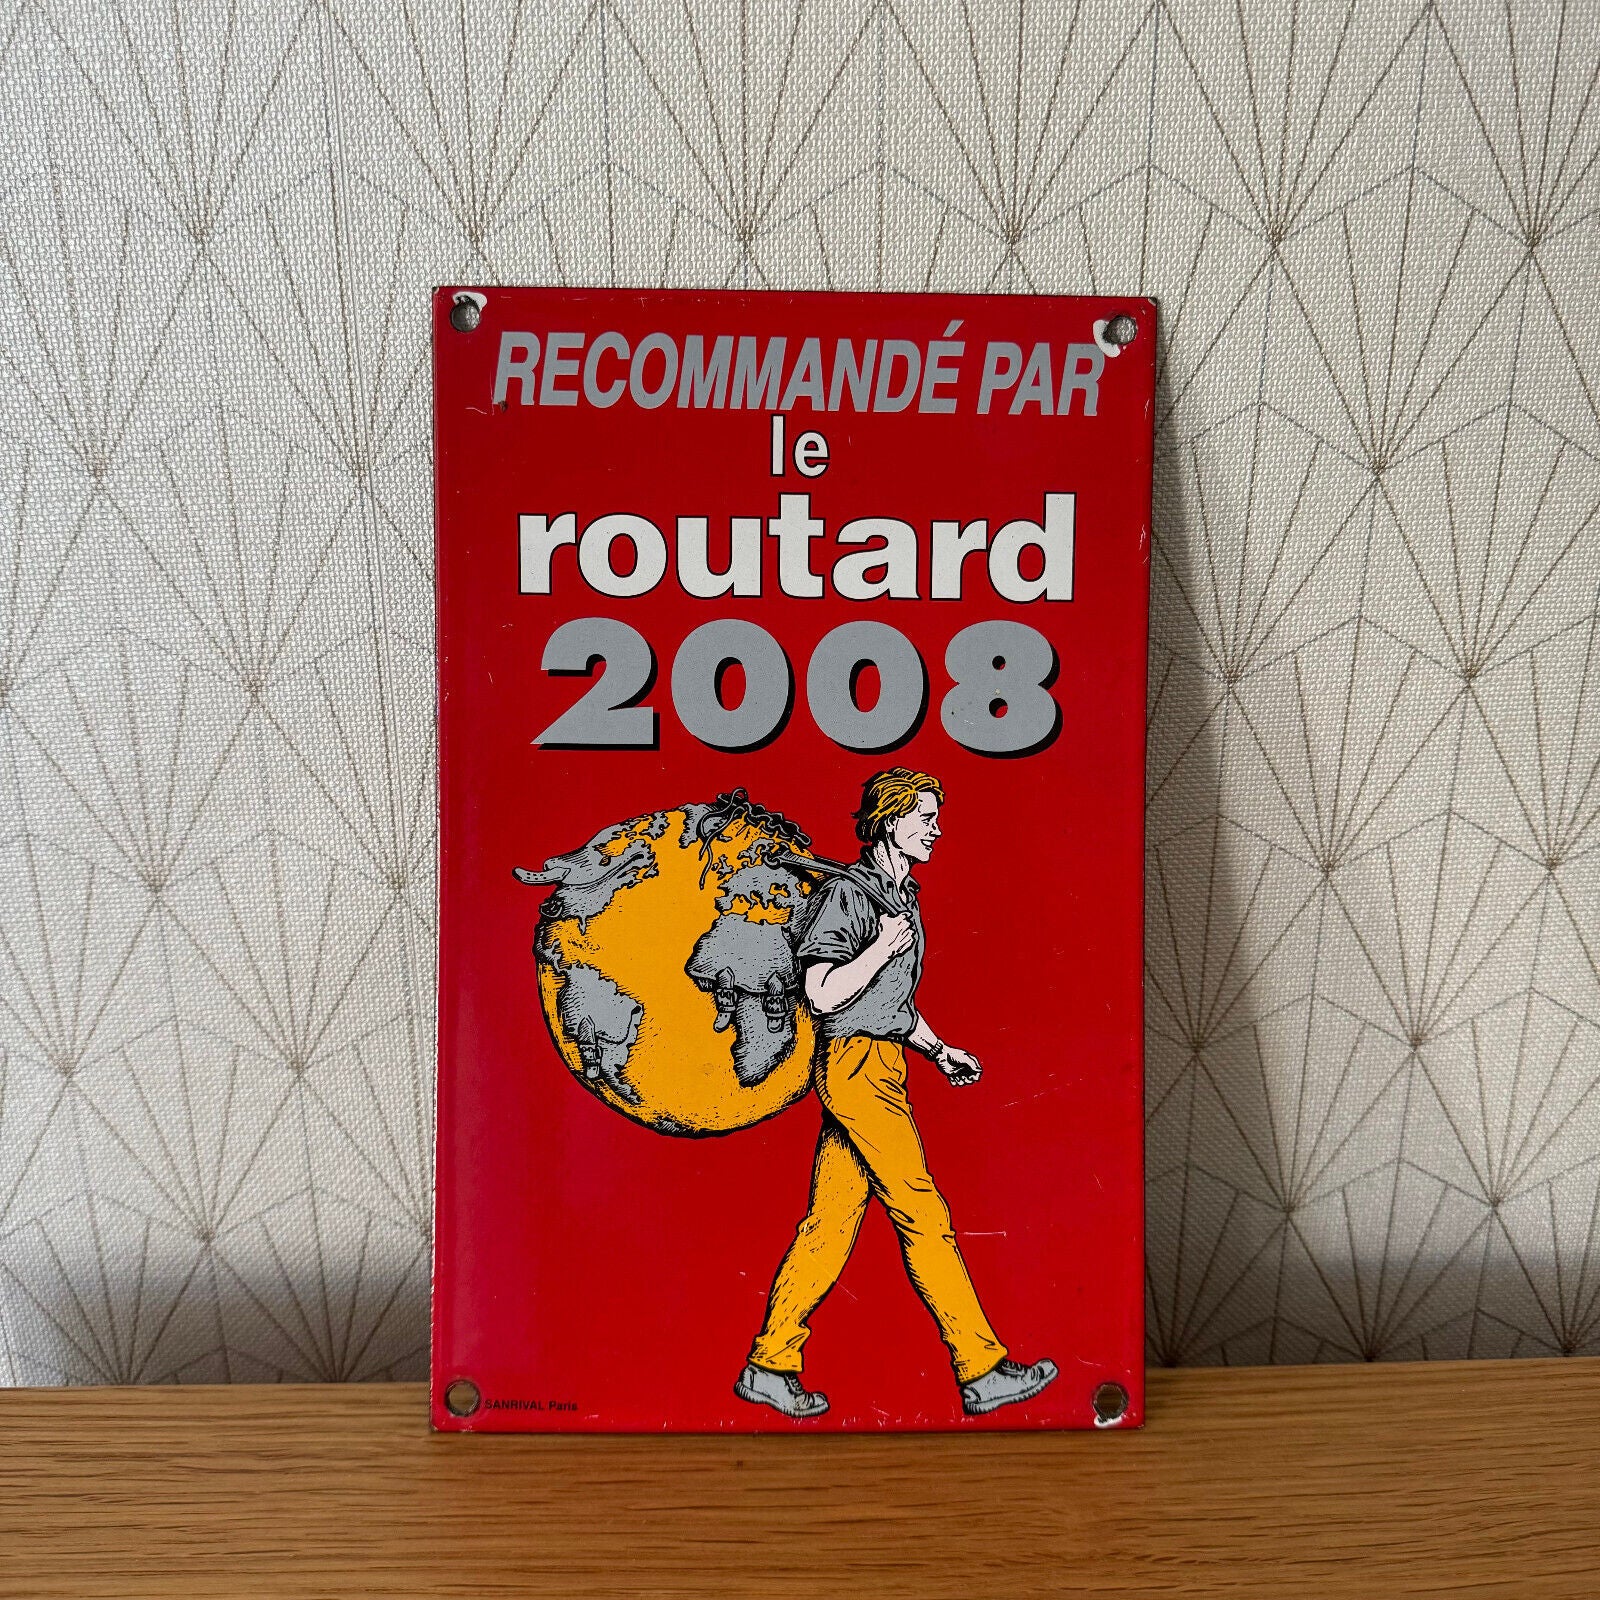 RECOMMANDÉ PAR
le
routard
2008
SANRIVAL Paris